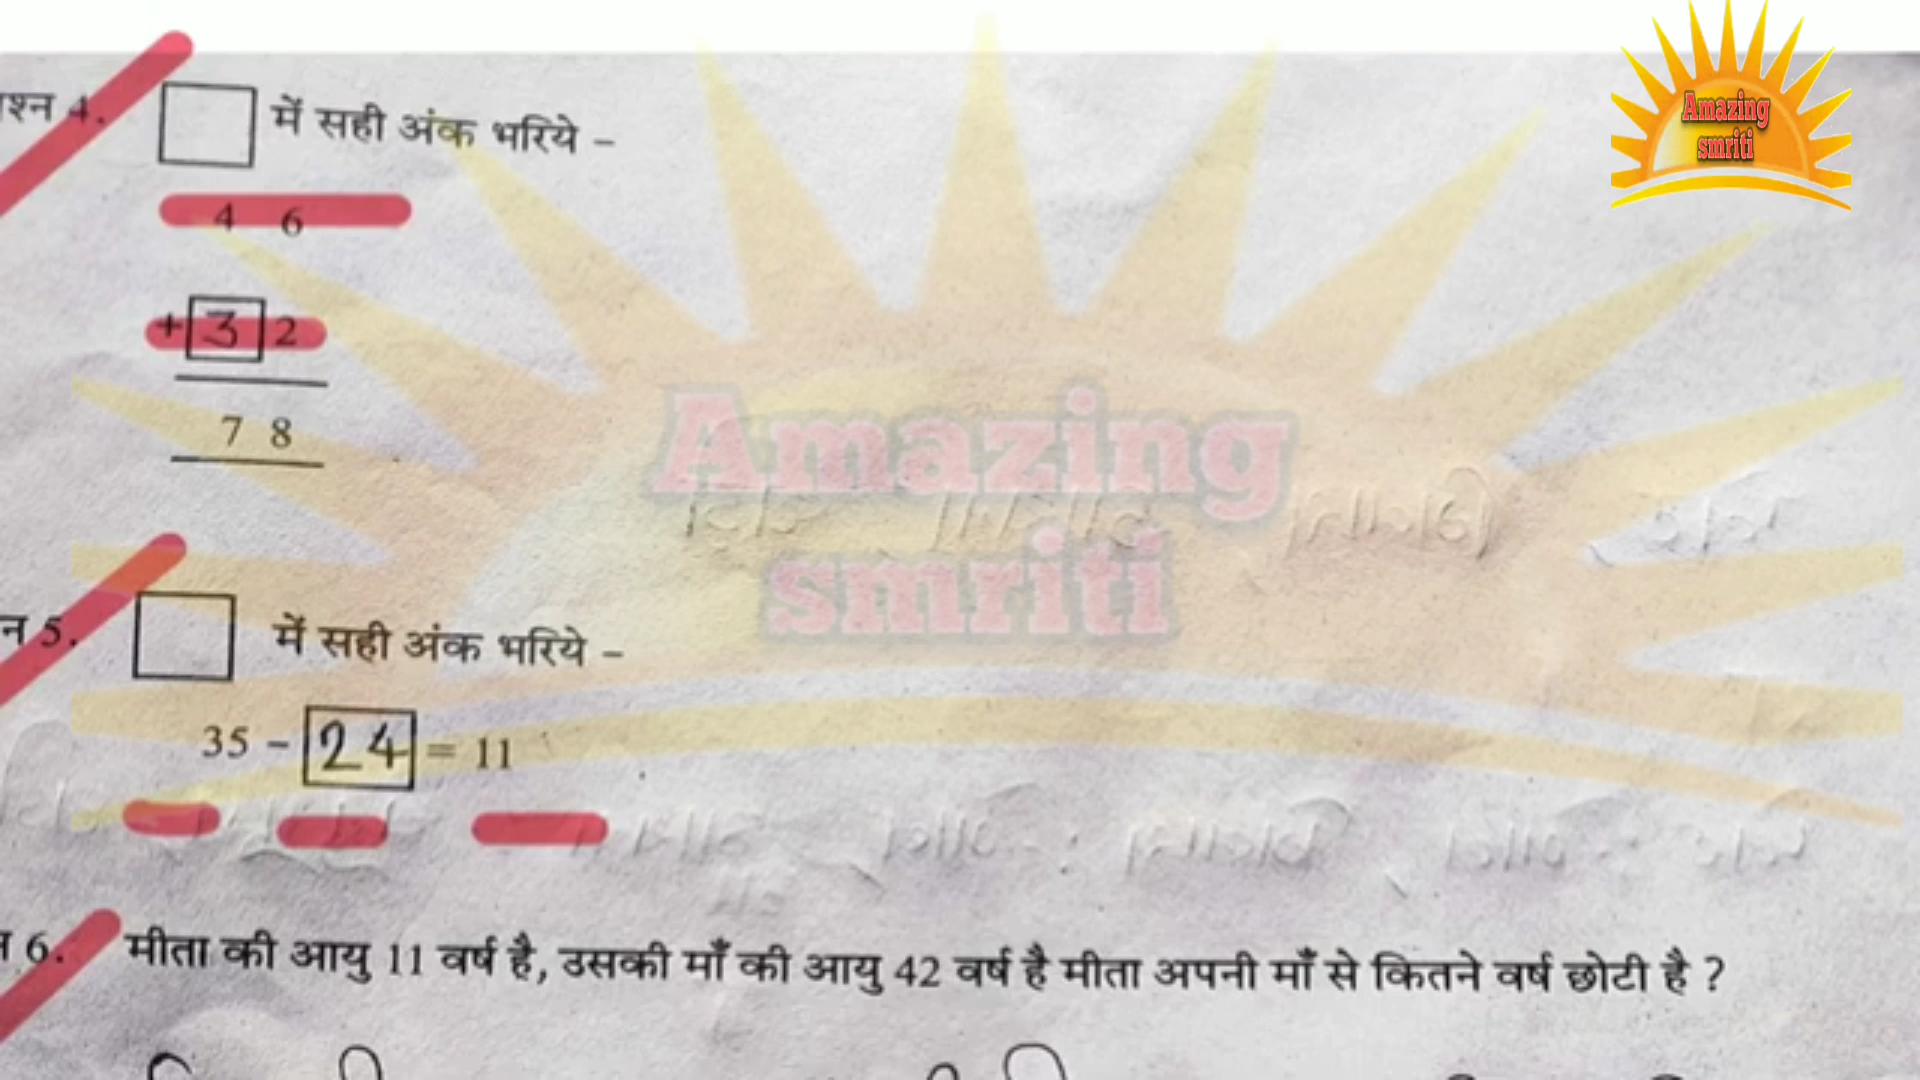 Amazing
smriti
श्न 4. में सही अंक भरिये –
4 6
+ 3 2
7 8
Amazing
smriti
न 5. में सही अंक भरिये –
35 – 24 = 11
6. मीता की आयु 11 वर्ष है, उसकी माँ की आयु 42 वर्ष है मीता अपनी माँ से कितने वर्ष छोटी है ?